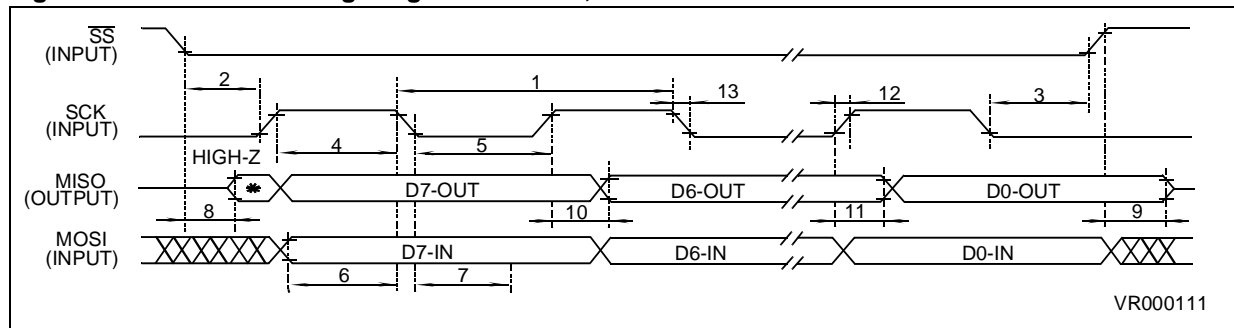 SS
(INPUT)
2
1
13
12
3
SCK
(INPUT)
4
5
HIGH-Z
MISO
(OUTPUT)
*
D7-OUT
D6-OUT
D0-OUT
8
10
11
9
MOSI
(INPUT)
D7-IN
D6-IN
D0-IN
6
7
VR000111